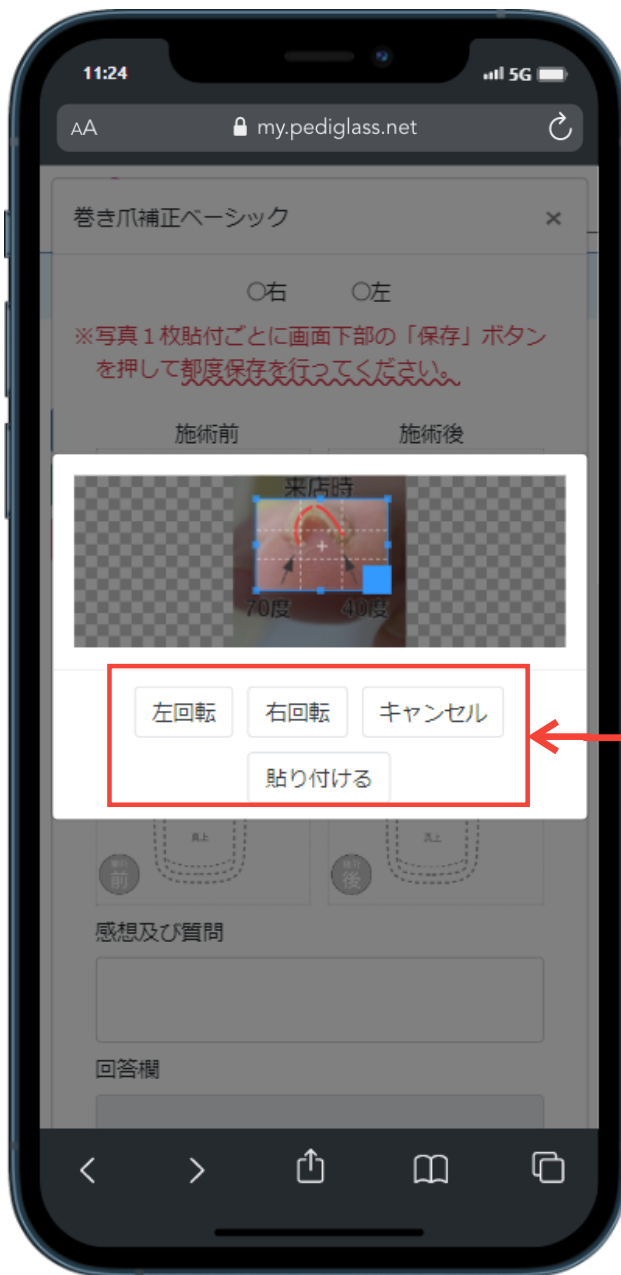 11:24
5G
AA
my.pediglass.net
巻き爪補正ベーシック
×
○右 ○左
※写真1枚貼付ごとに画面下部の「保存」ボタン
を押して都度保存を行ってください。
施術前 施術後
来店時
70度 40度
左回転 右回転 キャンセル
貼り付ける
真上 真上
前 後
感想及び質問
回答欄